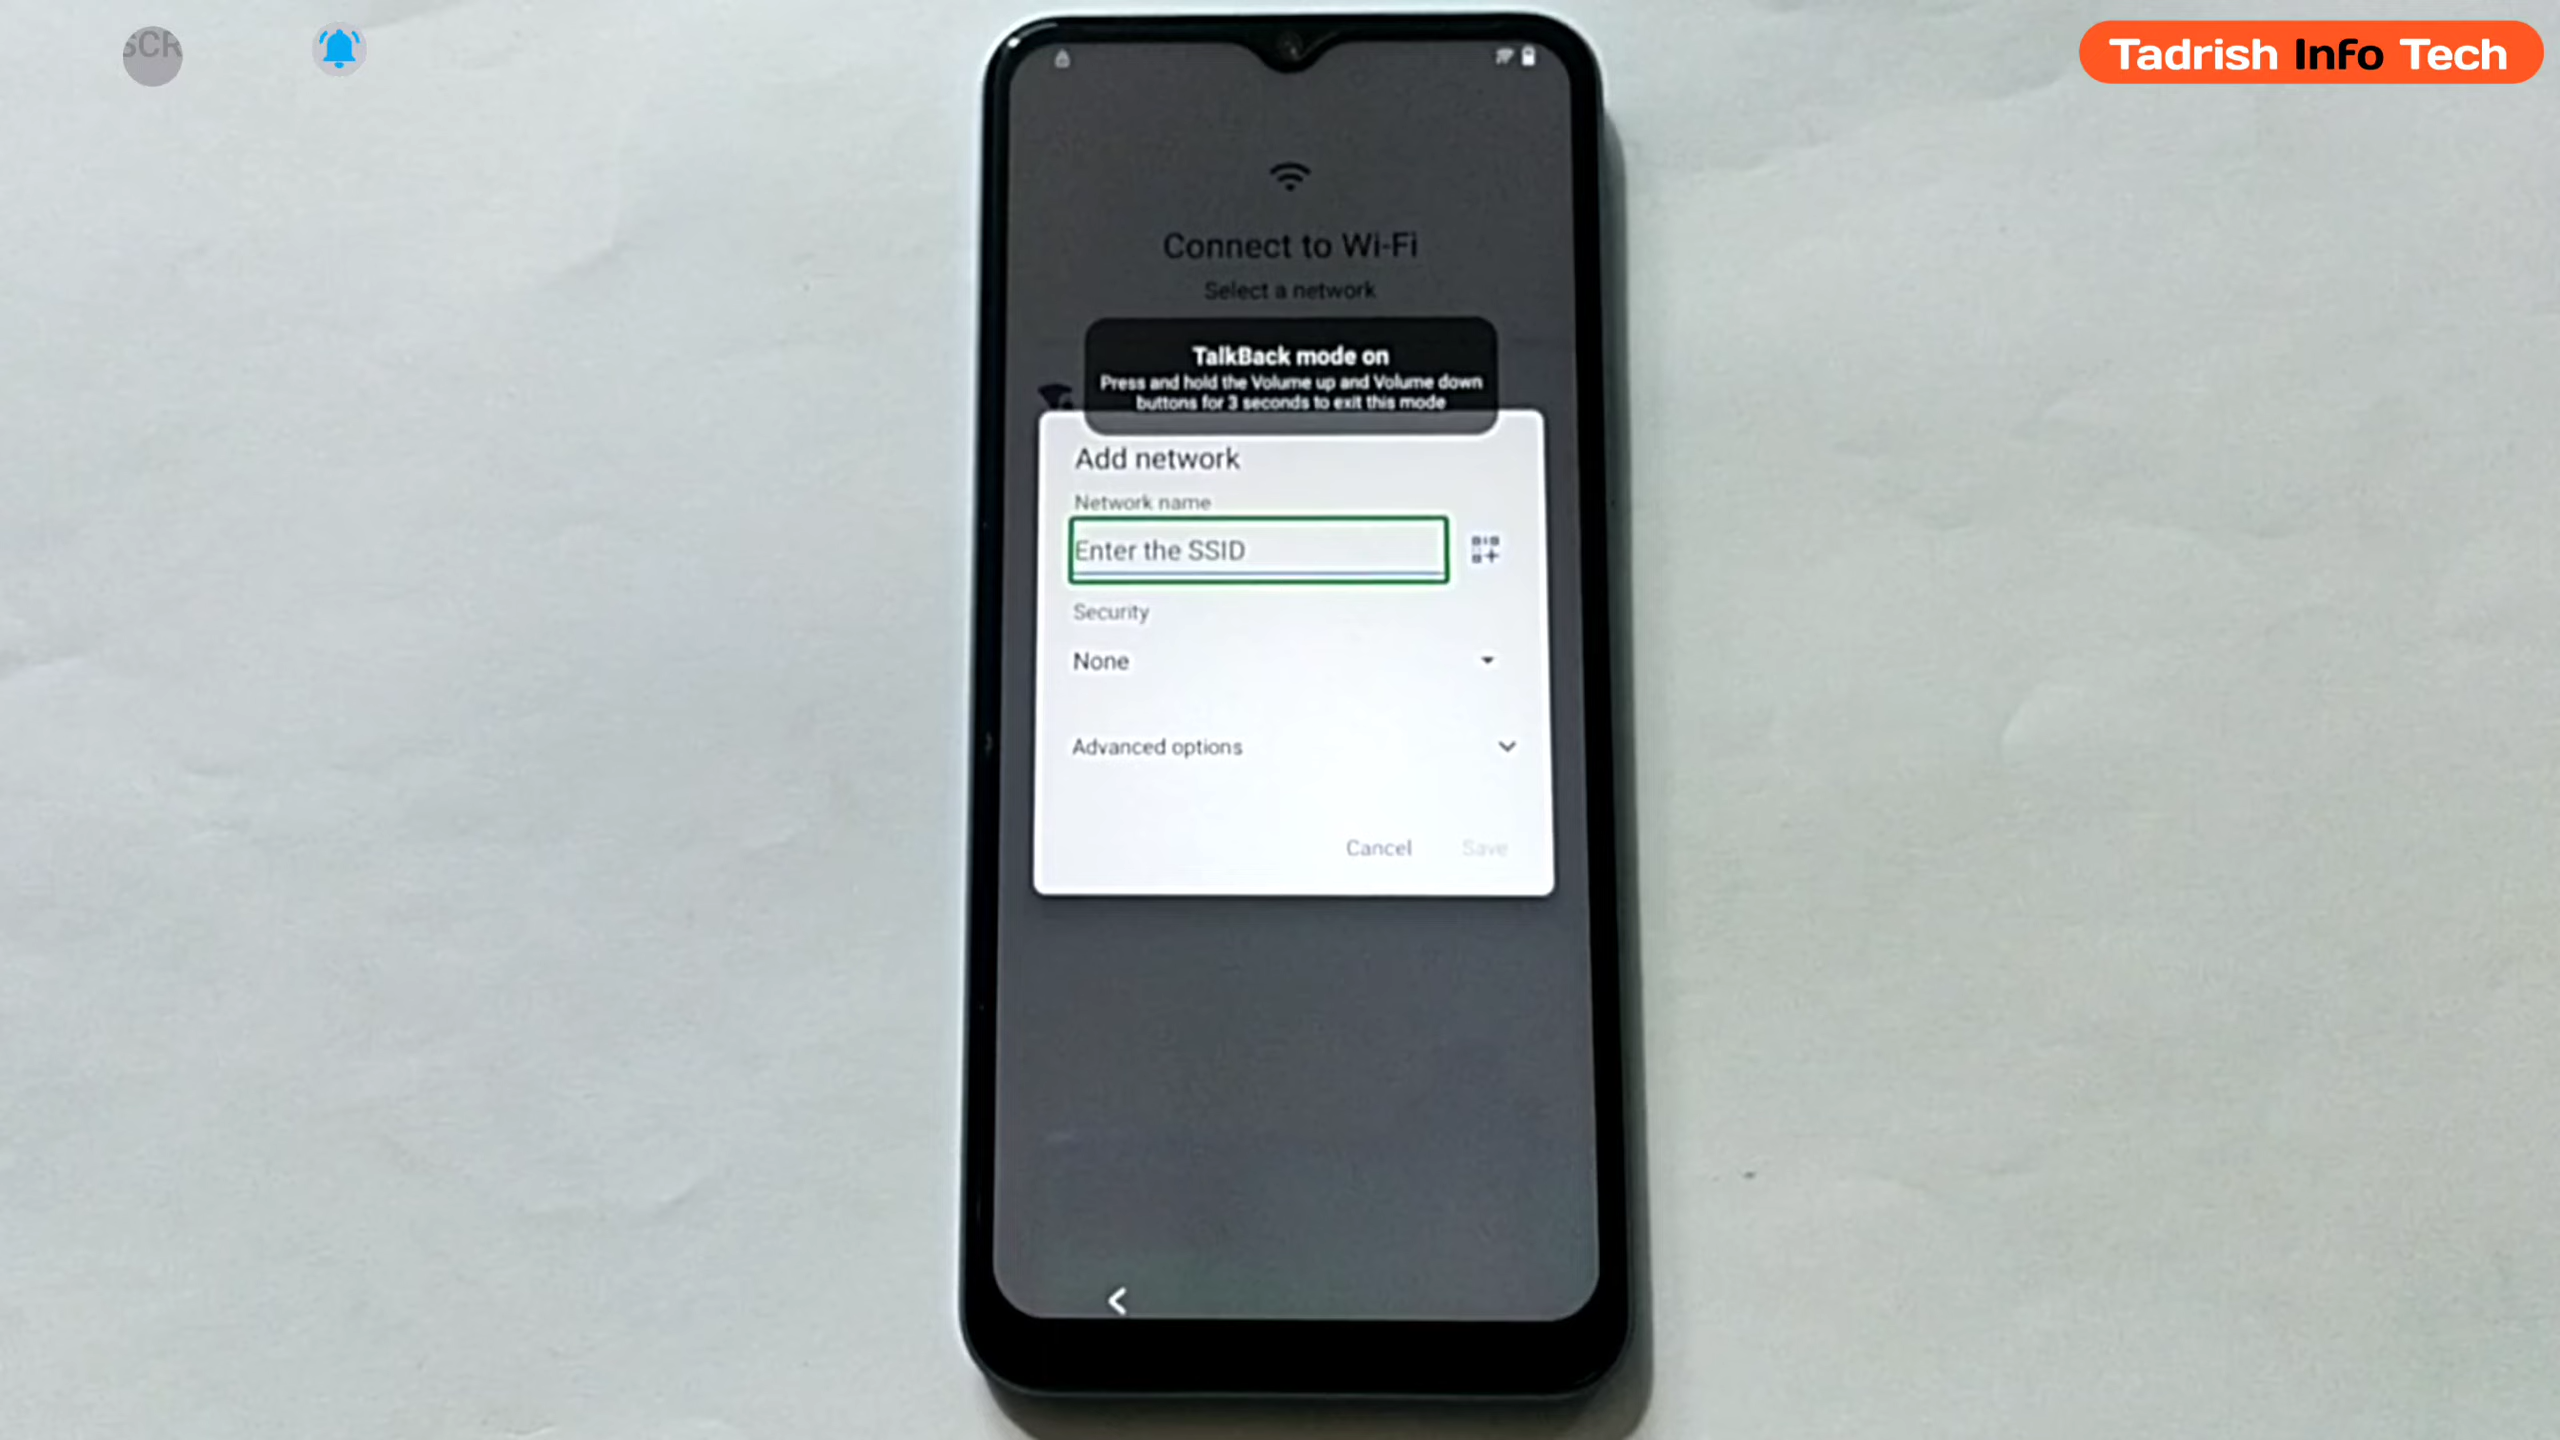 SCR
Tadrish Info Tech
Connect to Wi-Fi
Select a network
TalkBack mode on
Press and hold the Volume up and Volume down
buttons for 3 seconds to exit this mode
Add network
Network name
Enter the SSID
Security
None
Advanced options
Cancel Save